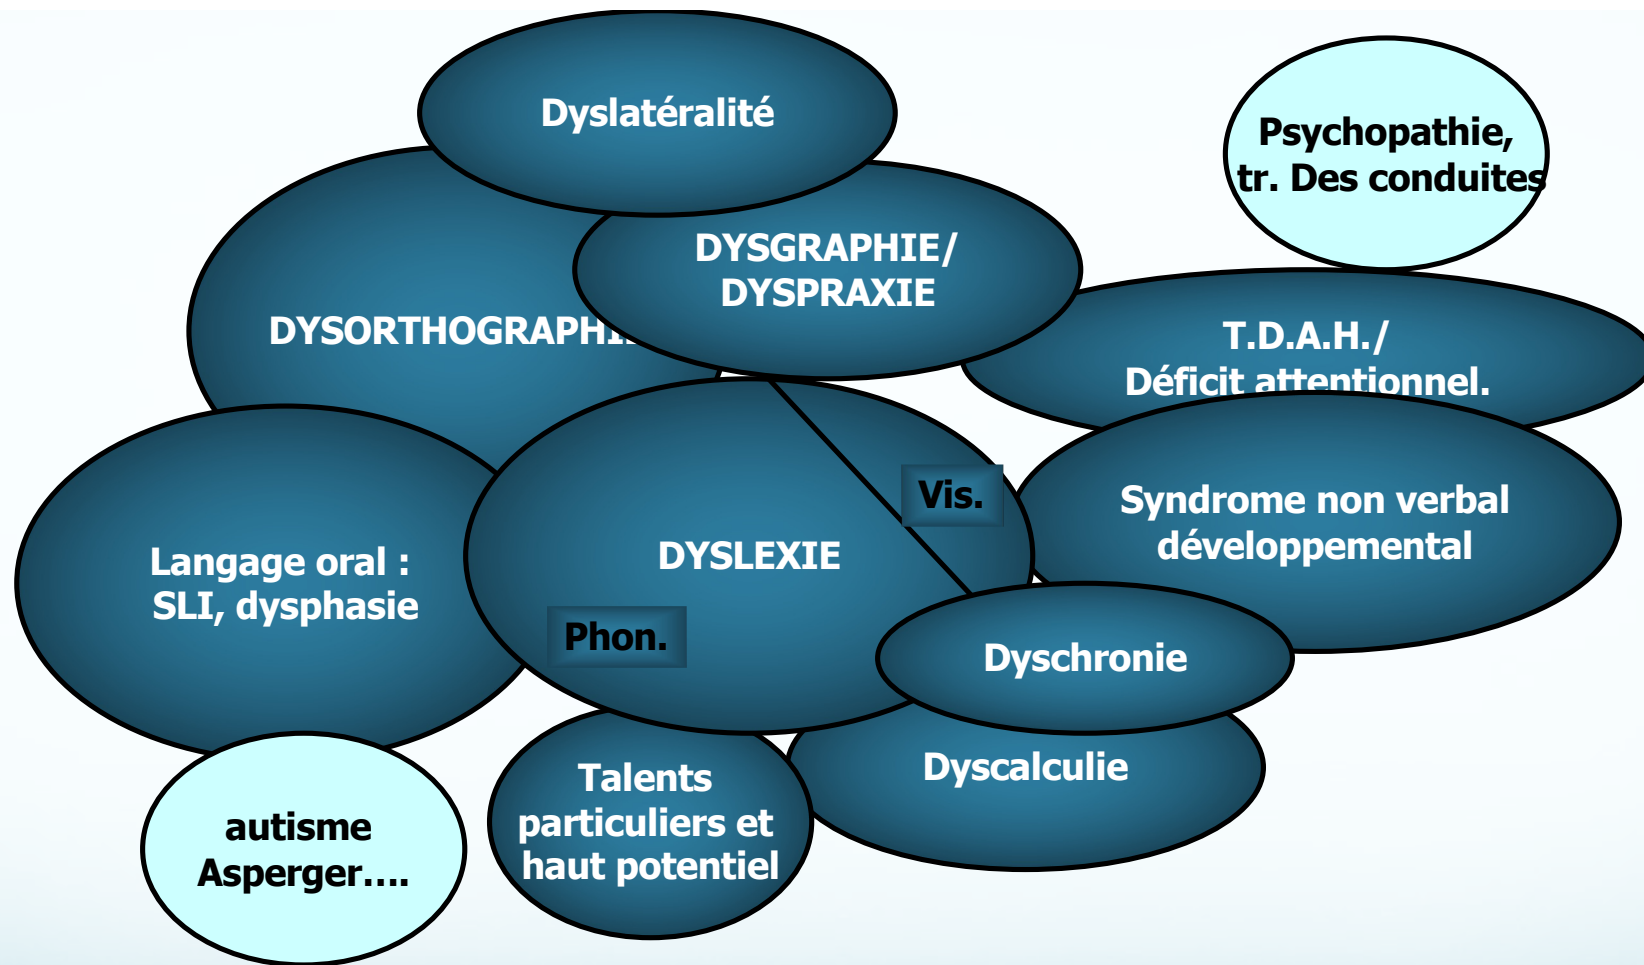 Dyslatéralité
Psychopathie,
tr. Des conduites
DYSGRAPHIE/
DYSPRAXIE
DYSORTHOGRAPHIE
T.D.A.H./
Déficit attentionnel.
Vis.
Syndrome non verbal
développemental
DYSLEXIE
Langage oral :
SLI, dysphasie
Phon.
Dyschronie
Dyscalculie
Talents
particuliers et
haut potentiel
autisme
Asperger....